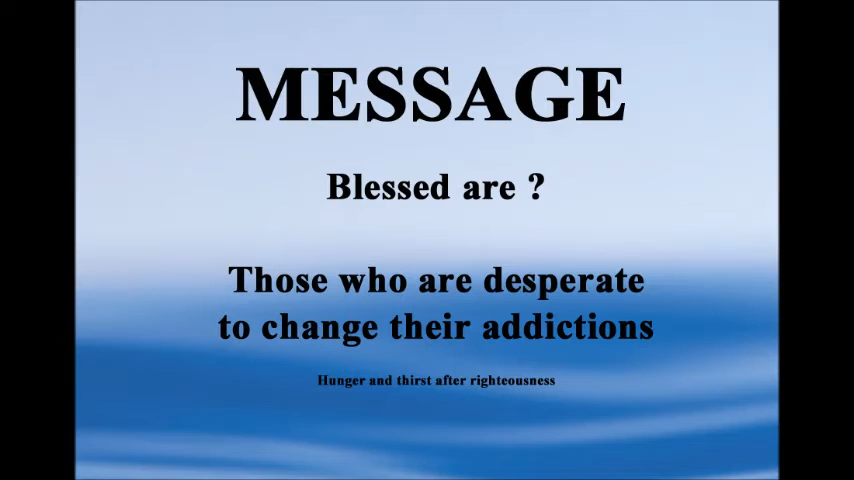 MESSAGE
Blessed are ?
Those who are desperate
to change their addictions
Hunger and thirst after righteousness